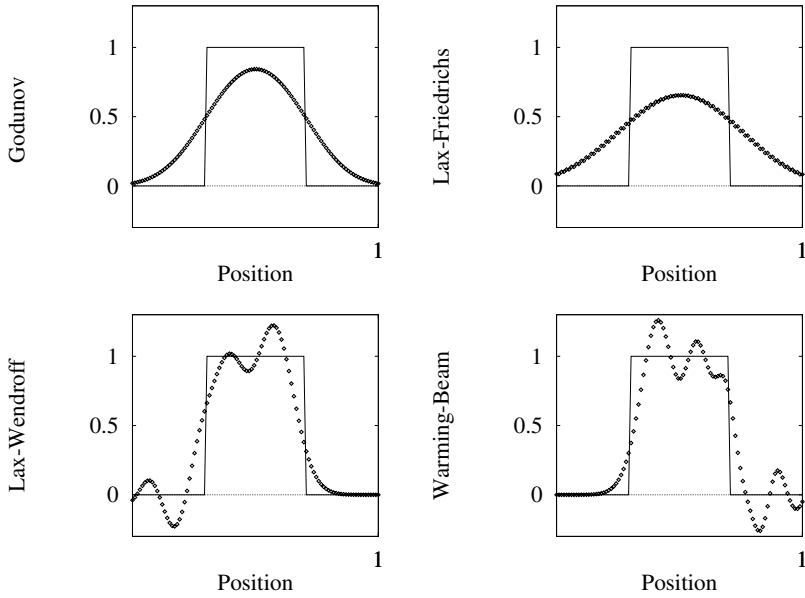 Godunov
1
0.5
0
1
Position
Lax-Friedrichs
1
0.5
0
1
Position
Lax-Wendroff
1
0.5
0
1
Position
Warming-Beam
1
0.5
0
1
Position